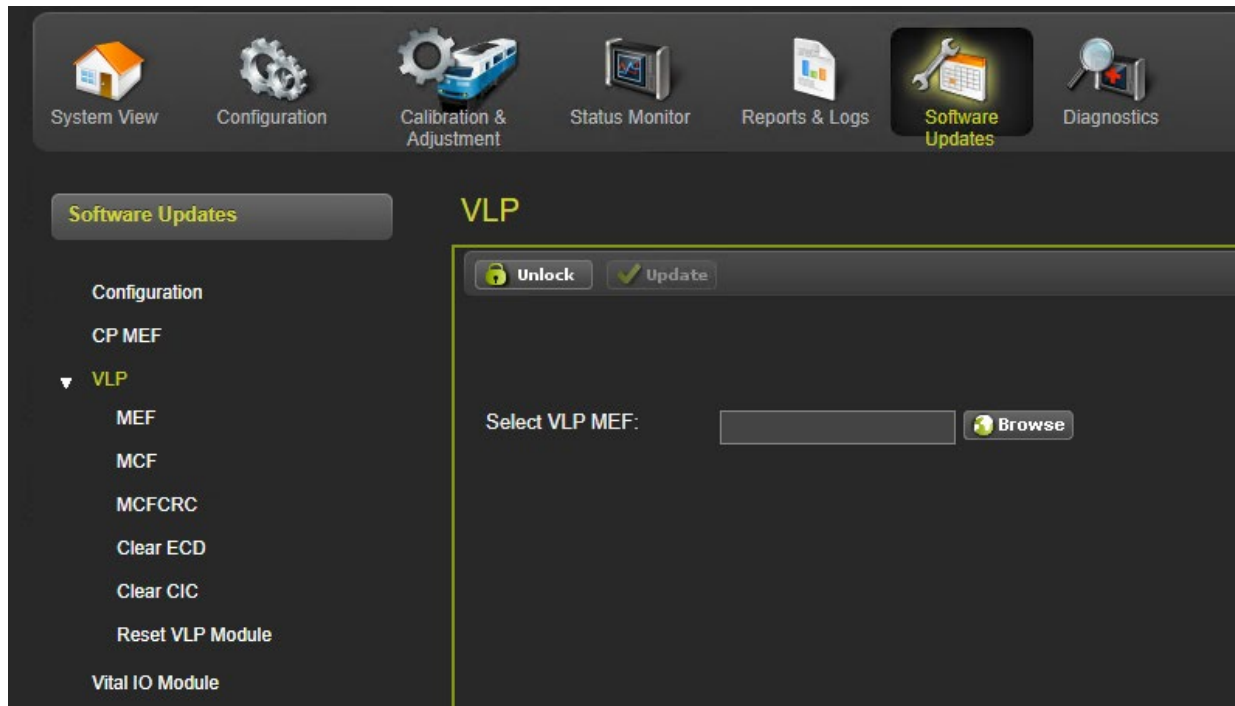 System View
Configuration
Calibration &
Adjustment
Status Monitor
Reports & Logs
Software
Updates
Diagnostics
Software Updates
Configuration
CP MEF
VLP
MEF
MCF
MCFCRC
Clear ECD
Clear CIC
Reset VLP Module
Vital IO Module
VLP
Unlock
Update
Select VLP MEF:
Browse